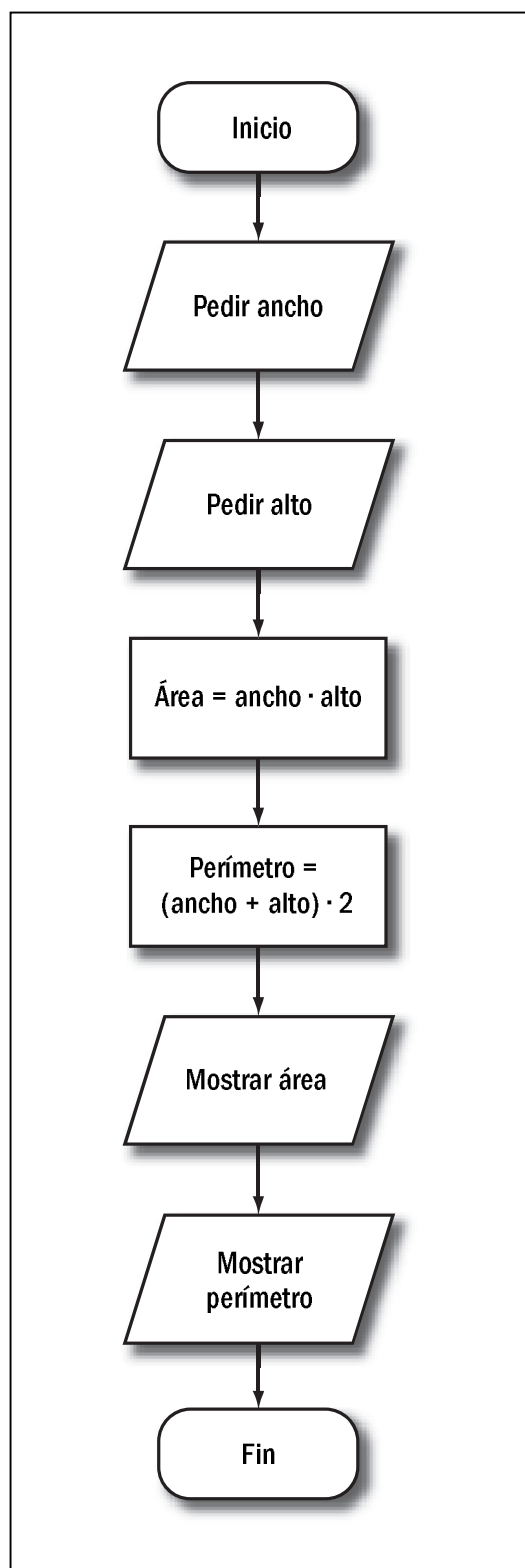 Inicio
Pedir ancho
Pedir alto
Área = ancho · alto
Perímetro =
(ancho + alto) · 2
Mostrar área
Mostrar
perímetro
Fin